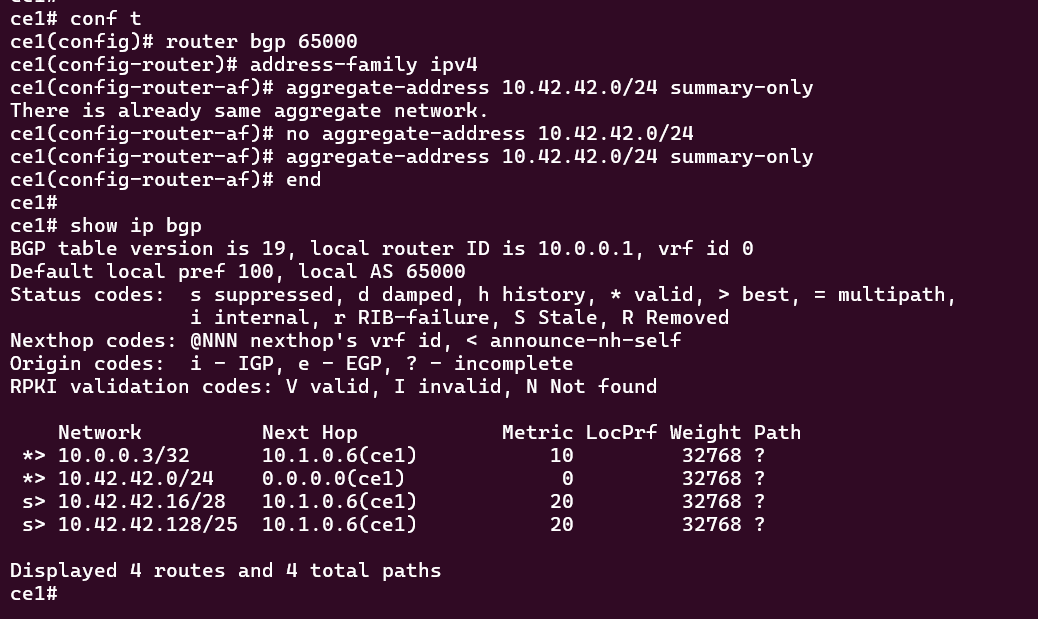 ce1# conf t
ce1(config)# router bgp 65000
ce1(config-router)# address-family ipv4
ce1(config-router-af)# aggregate-address 10.42.42.0/24 summary-only
There is already same aggregate network.
ce1(config-router-af)# no aggregate-address 10.42.42.0/24
ce1(config-router-af)# aggregate-address 10.42.42.0/24 summary-only
ce1(config-router-af)# end
ce1#
ce1# show ip bgp
BGP table version is 19, local router ID is 10.0.0.1, vrf id 0
Default local pref 100, local AS 65000
Status codes:  s suppressed, d damped, h history, * valid, > best, = multipath,
               i internal, r RIB-failure, S Stale, R Removed
Nexthop codes: @NNN nexthop's vrf id, < announce-nh-self
Origin codes:  i - IGP, e - EGP, ? - incomplete
RPKI validation codes: V valid, I invalid, N Not found
    Network          Next Hop            Metric LocPrf Weight Path
 *> 10.0.0.3/32      10.1.0.6(ce1)           10         32768 ?
 *> 10.42.42.0/24    0.0.0.0(ce1)             0         32768 ?
 s> 10.42.42.16/28   10.1.0.6(ce1)           20         32768 ?
 s> 10.42.42.128/25  10.1.0.6(ce1)           20         32768 ?
Displayed 4 routes and 4 total paths
ce1#